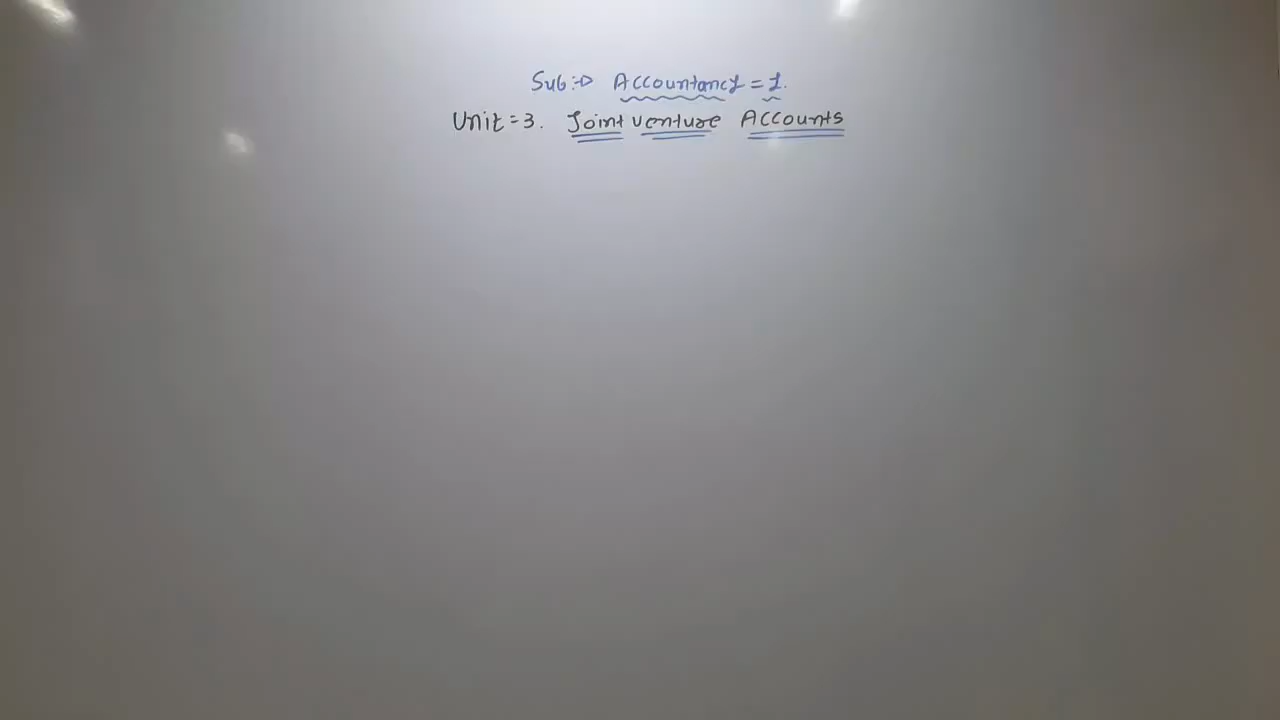 Sub:⇒ Accountancy = 1.
Unit = 3. Joint venture Accounts